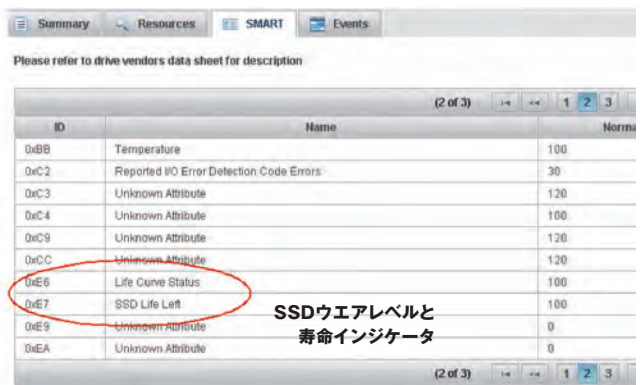 Summary Resources SMART Events
Please refer to drive vendors data sheet for description
(2 of 3) 1 2 3
ID Name Norma
0xBB Temperature 100
0xC2 Reported I/O Error Detection Code Errors 30
0xC3 Unknown Attribute 120
0xC4 Unknown Attribute 100
0xC9 Unknown Attribute 120
0xCC Unknown Attribute 120
0xE6 Life Curve Status 100
0xE7 SSD Life Left 100
0xE9 Unknown Attribute 0
0xEA Unknown Attribute 0
SSDウエアレベルと
寿命インジケータ
(2 of 3) 1 2 3